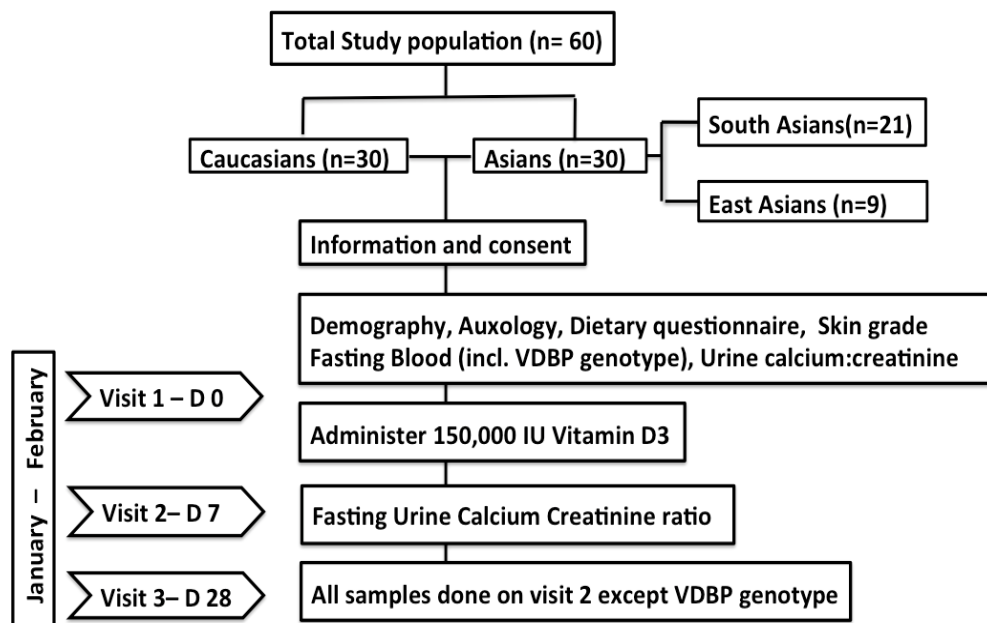 Total Study population (n= 60)
Caucasians (n=30)
Asians (n=30)
South Asians(n=21)
East Asians (n=9)
Information and consent
Demography, Auxology, Dietary questionnaire, Skin grade
Fasting Blood (incl. VDBP genotype), Urine calcium:creatinine
January – February
Visit 1 – D 0
Administer 150,000 IU Vitamin D3
Visit 2– D 7
Fasting Urine Calcium Creatinine ratio
Visit 3– D 28
All samples done on visit 2 except VDBP genotype